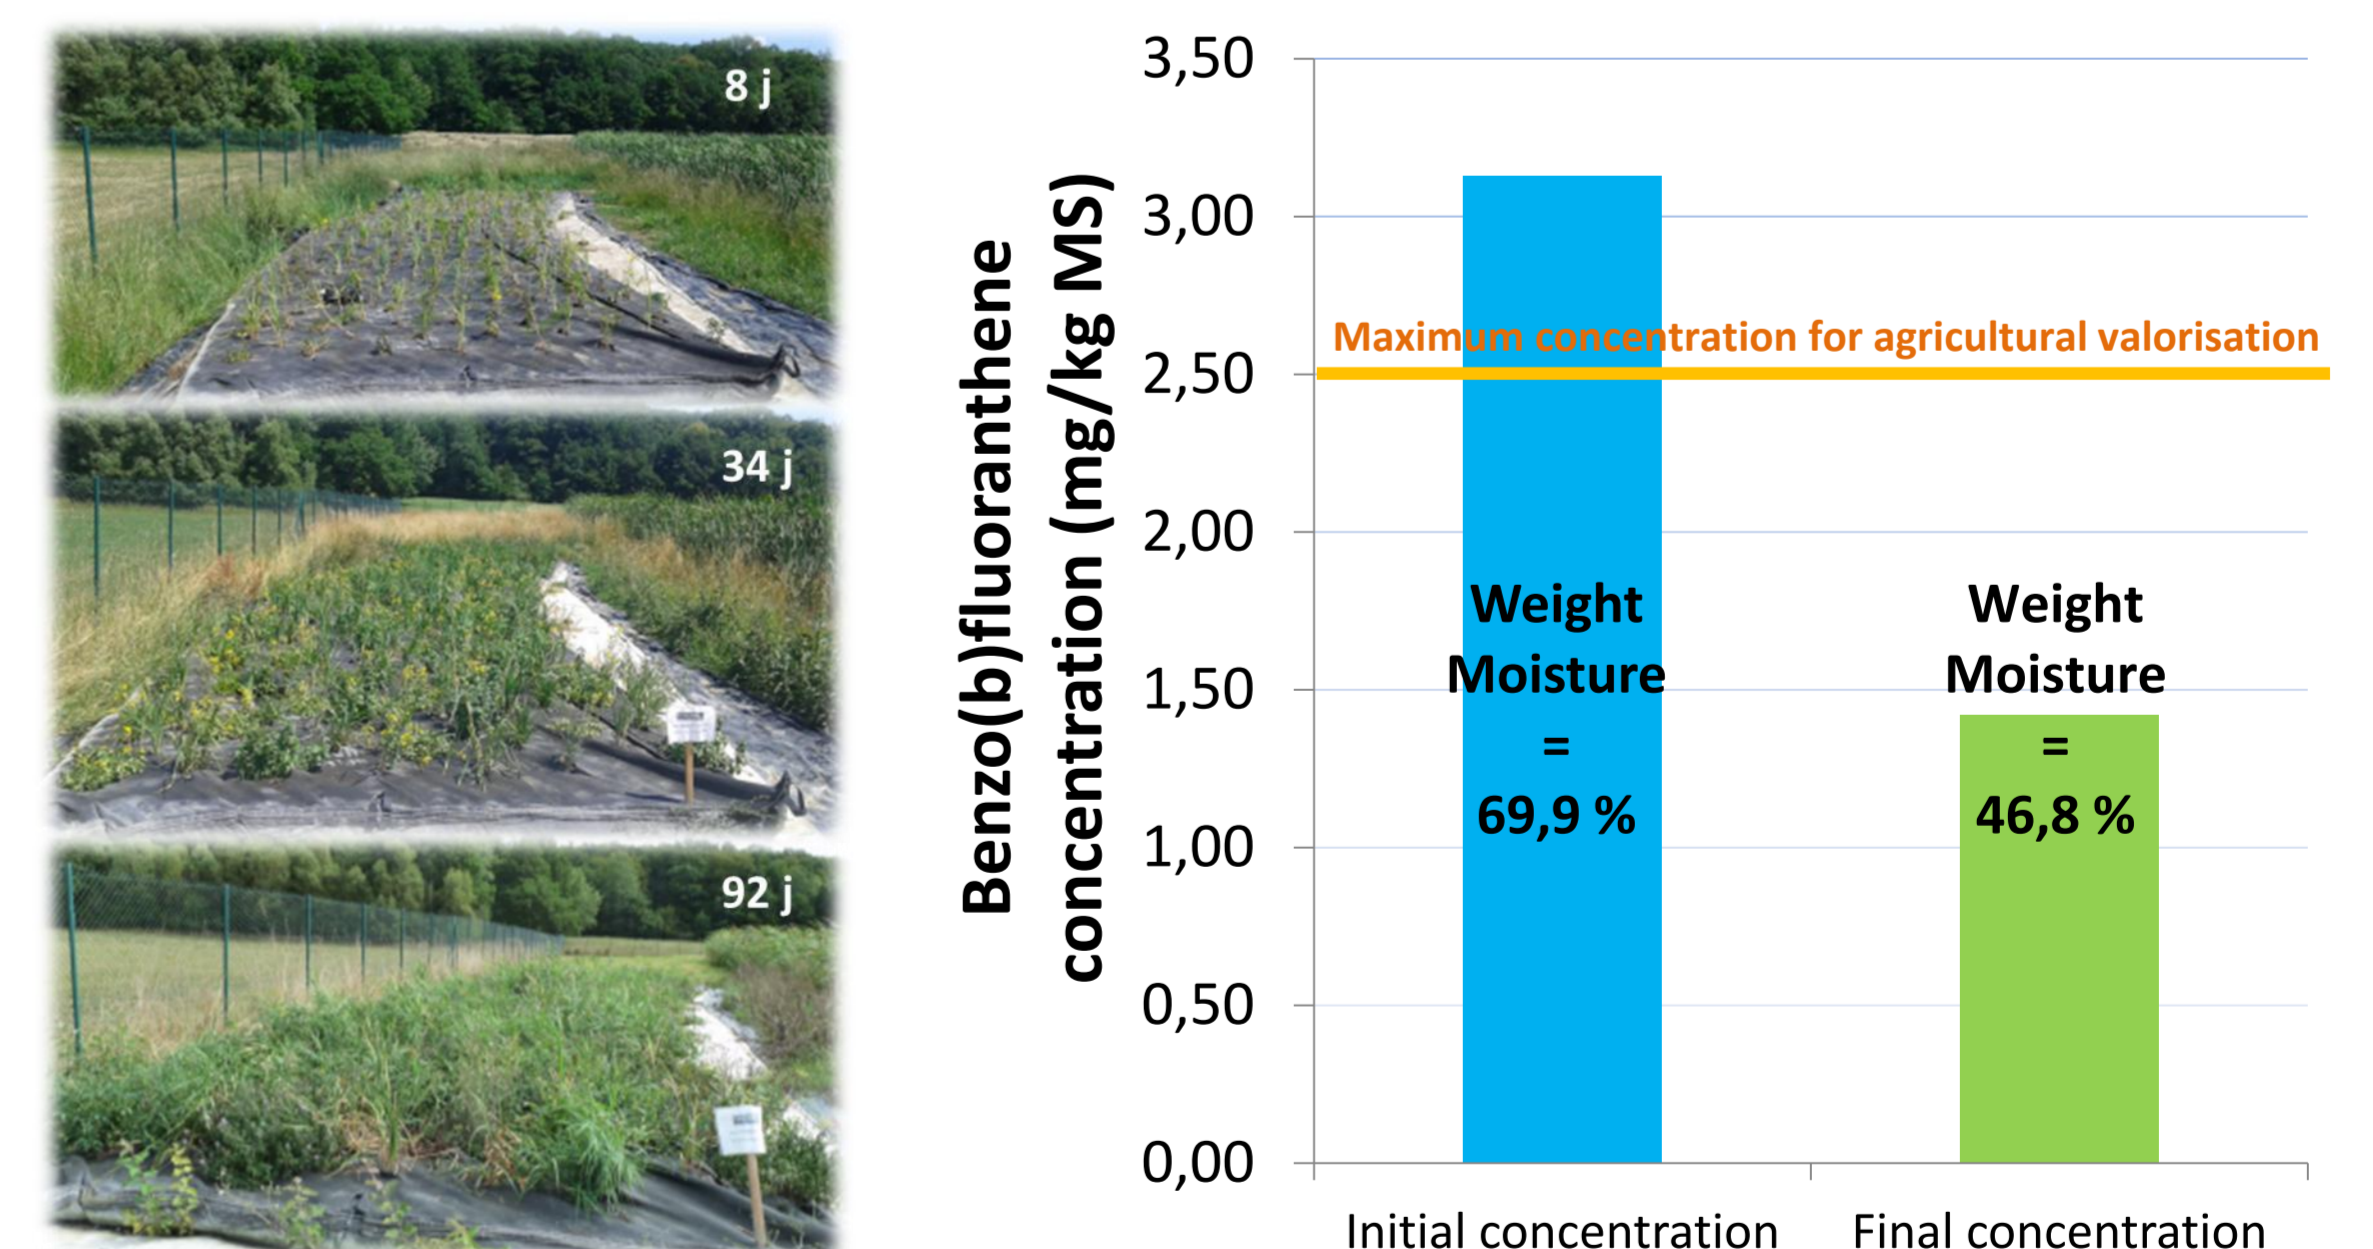 8 j
34 j
92 j
Benzo(b)fluoranthene
concentration (mg/kg MS)
3,50
3,00
2,50
2,00
1,50
1,00
0,50
0,00
Maximum concentration for agricultural valorisation
Weight
Moisture
=
69,9 %
Weight
Moisture
=
46,8 %
Initial concentration
Final concentration